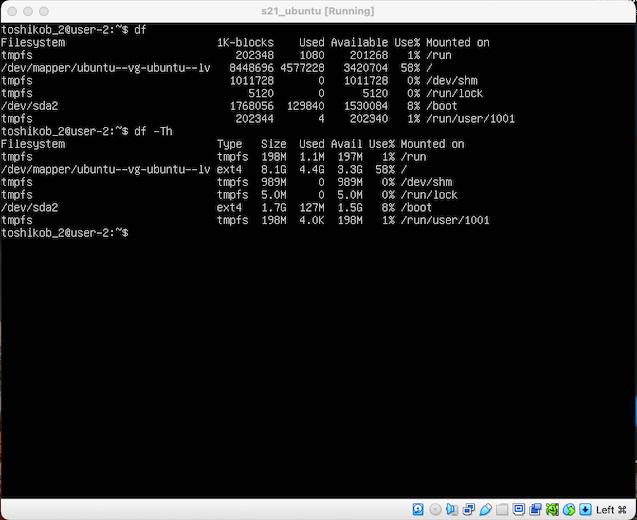 s21_ubuntu [Running]
toshikob_2@user-2:~$ df
Filesystem                        1K-blocks    Used Available Use% Mounted on
tmpfs                                202348    1080    201268   1% /run
/dev/mapper/ubuntu--vg-ubuntu--lv   8448696 4577228   3420704  58% /
tmpfs                               1011728       0   1011728   0% /dev/shm
tmpfs                                  5120       0      5120   0% /run/lock
/dev/sda2                           1768056  129840   1530084   8% /boot
tmpfs                                202344       4    202340   1% /run/user/1001
toshikob_2@user-2:~$ df -Th
Filesystem                        Type   Size  Used Avail Use% Mounted on
tmpfs                             tmpfs  198M  1.1M  197M   1% /run
/dev/mapper/ubuntu--vg-ubuntu--lv ext4   8.1G  4.4G  3.3G  58% /
tmpfs                             tmpfs  989M     0  989M   0% /dev/shm
tmpfs                             tmpfs  5.0M     0  5.0M   0% /run/lock
/dev/sda2                         ext4   1.7G  127M  1.5G   8% /boot
tmpfs                             tmpfs  198M  4.0K  198M   1% /run/user/1001
toshikob_2@user-2:~$
Left ⌘